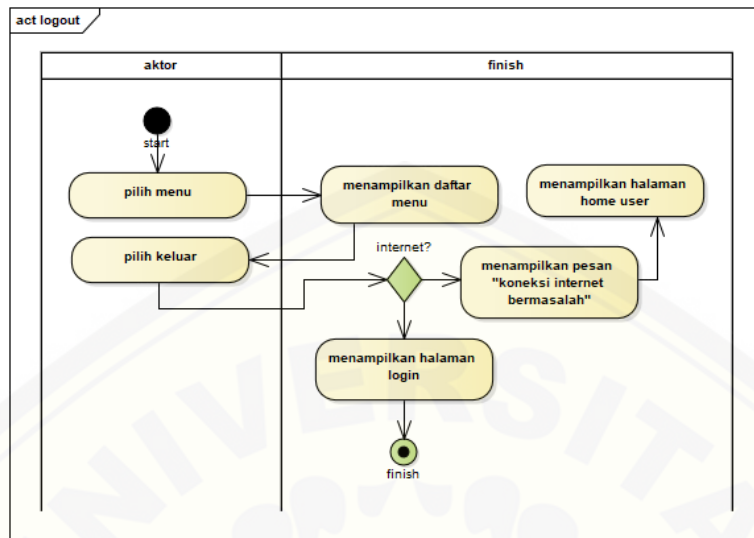 act logout
aktor
finish
start
pilih menu
menampilkan daftar
menu
menampilkan halaman
home user
pilih keluar
internet?
menampilkan pesan
"koneksi internet
bermasalah"
menampilkan halaman
login
finish
NIVERSITA